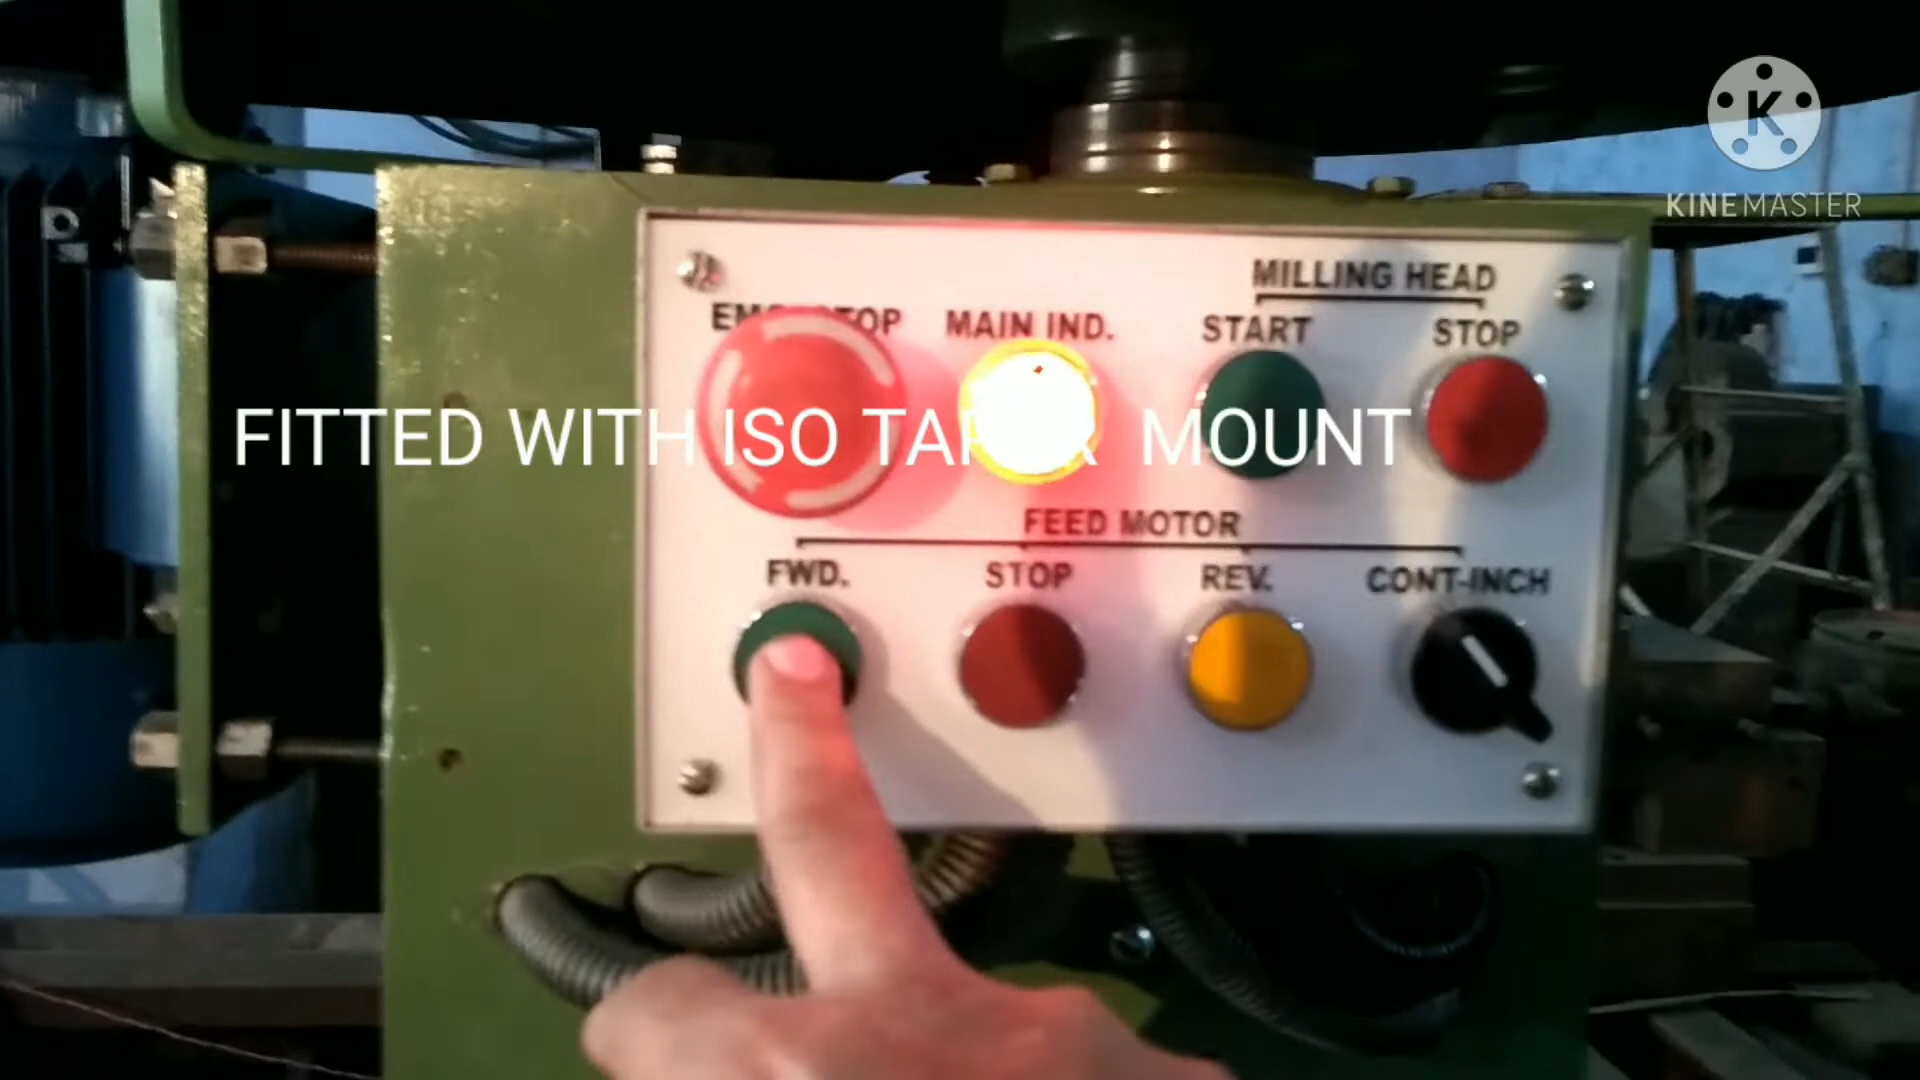 KINEMASTER
MILLING HEAD
MAIN IND.
START
STOP
FITTED WITH ISO MOUNT
FEED MOTOR
FWD.
STOP
REV.
CONT-INCH